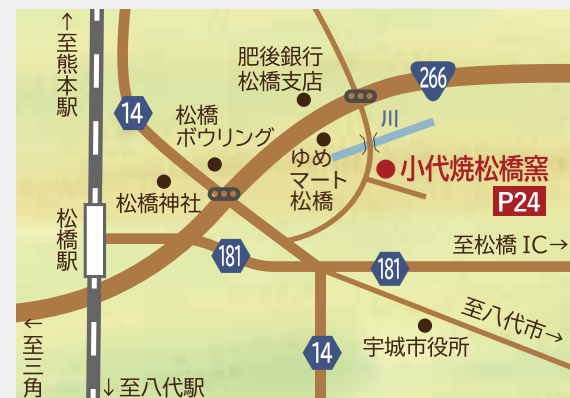 ↑至熊本駅
14
肥後銀行
松橋支店
266
松橋
ボウリング
川
ゆめ
マート
松橋
小代焼松橋窯
P24
松橋神社
松橋駅
181
至松橋 IC→
181
至八代市→
宇城市役所
14
←至三角
↓至八代駅